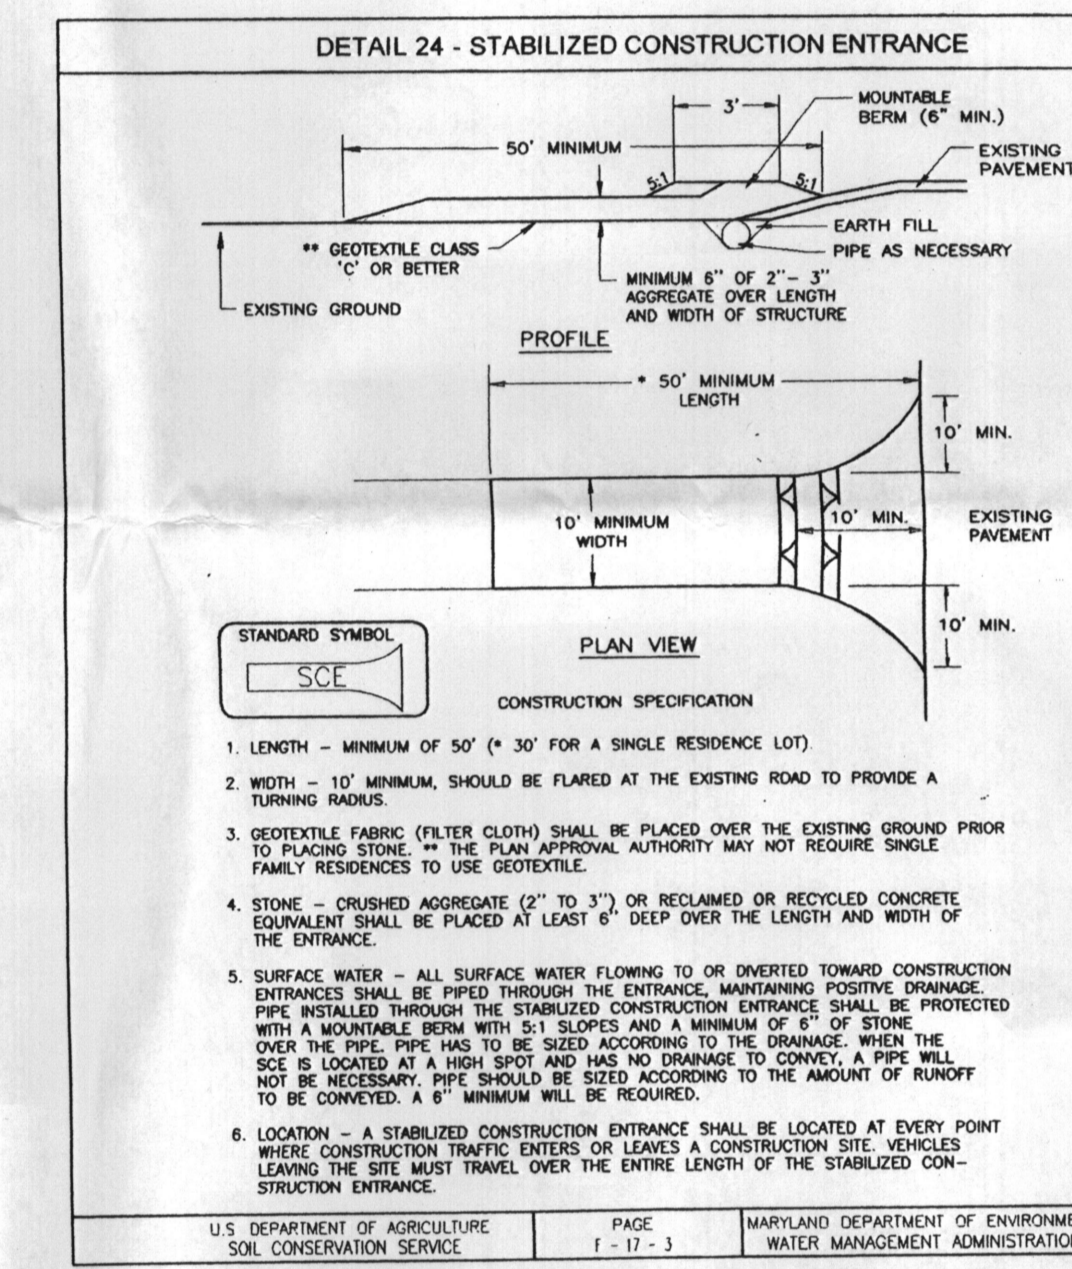 DETAIL 24 - STABILIZED CONSTRUCTION ENTRANCE
3'
MOUNTABLE
BERM (6" MIN.)
50' MINIMUM
EXISTING
PAVEMENT
5:1
5:1
** GEOTEXTILE CLASS
'C' OR BETTER
EARTH FILL
PIPE AS NECESSARY
EXISTING GROUND
MINIMUM 6" OF 2"- 3"
AGGREGATE OVER LENGTH
AND WIDTH OF STRUCTURE
PROFILE
* 50' MINIMUM
LENGTH
10' MIN.
10' MINIMUM
WIDTH
10' MIN.
EXISTING
PAVEMENT
10' MIN.
STANDARD SYMBOL
SCE
PLAN VIEW
CONSTRUCTION SPECIFICATION
1. LENGTH - MINIMUM OF 50' (* 30' FOR A SINGLE RESIDENCE LOT).
2. WIDTH - 10' MINIMUM, SHOULD BE FLARED AT THE EXISTING ROAD TO PROVIDE A
TURNING RADIUS.
3. GEOTEXTILE FABRIC (FILTER CLOTH) SHALL BE PLACED OVER THE EXISTING GROUND PRIOR
TO PLACING STONE. ** THE PLAN APPROVAL AUTHORITY MAY NOT REQUIRE SINGLE
FAMILY RESIDENCES TO USE GEOTEXTILE.
4. STONE - CRUSHED AGGREGATE (2" TO 3") OR RECLAIMED OR RECYCLED CONCRETE
EQUIVALENT SHALL BE PLACED AT LEAST 6" DEEP OVER THE LENGTH AND WIDTH OF
THE ENTRANCE.
5. SURFACE WATER - ALL SURFACE WATER FLOWING TO OR DIVERTED TOWARD CONSTRUCTION
ENTRANCES SHALL BE PIPED THROUGH THE ENTRANCE, MAINTAINING POSITIVE DRAINAGE.
PIPE INSTALLED THROUGH THE STABILIZED CONSTRUCTION ENTRANCE SHALL BE PROTECTED
WITH A MOUNTABLE BERM WITH 5:1 SLOPES AND A MINIMUM OF 6" OF STONE
OVER THE PIPE. PIPE HAS TO BE SIZED ACCORDING TO THE DRAINAGE. WHEN THE
SCE IS LOCATED AT A HIGH SPOT AND HAS NO DRAINAGE TO CONVEY, A PIPE WILL
NOT BE NECESSARY. PIPE SHOULD BE SIZED ACCORDING TO THE AMOUNT OF RUNOFF
TO BE CONVEYED. A 6" MINIMUM WILL BE REQUIRED.
6. LOCATION - A STABILIZED CONSTRUCTION ENTRANCE SHALL BE LOCATED AT EVERY POINT
WHERE CONSTRUCTION TRAFFIC ENTERS OR LEAVES A CONSTRUCTION SITE. VEHICLES
LEAVING THE SITE MUST TRAVEL OVER THE ENTIRE LENGTH OF THE STABILIZED CON-
STRUCTION ENTRANCE.
U.S DEPARTMENT OF AGRICULTURE
SOIL CONSERVATION SERVICE
PAGE
F - 17 - 3
MARYLAND DEPARTMENT OF ENVIRONME
WATER MANAGEMENT ADMINISTRATION